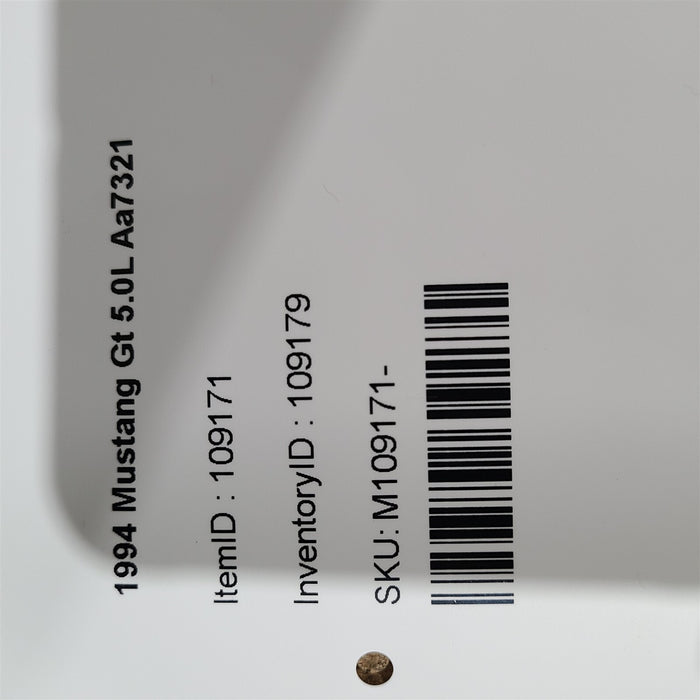 1994 Mustang Gt 5.0L Aa7321
ItemID : 109171
InventoryID : 109179
SKU: M109171-